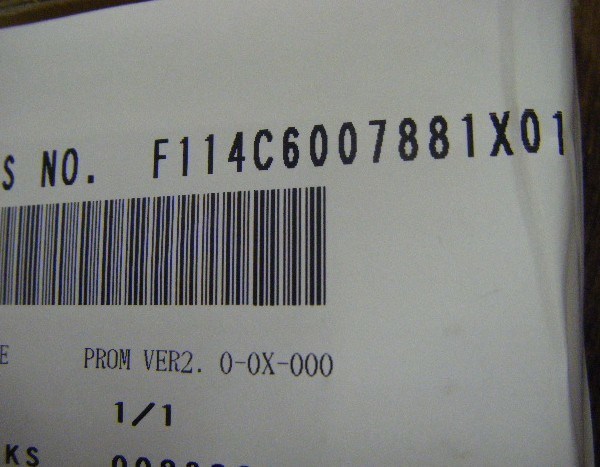 S NO. F114C6007881X01
E PROM VER2. 0-0X-000
1/1
KS